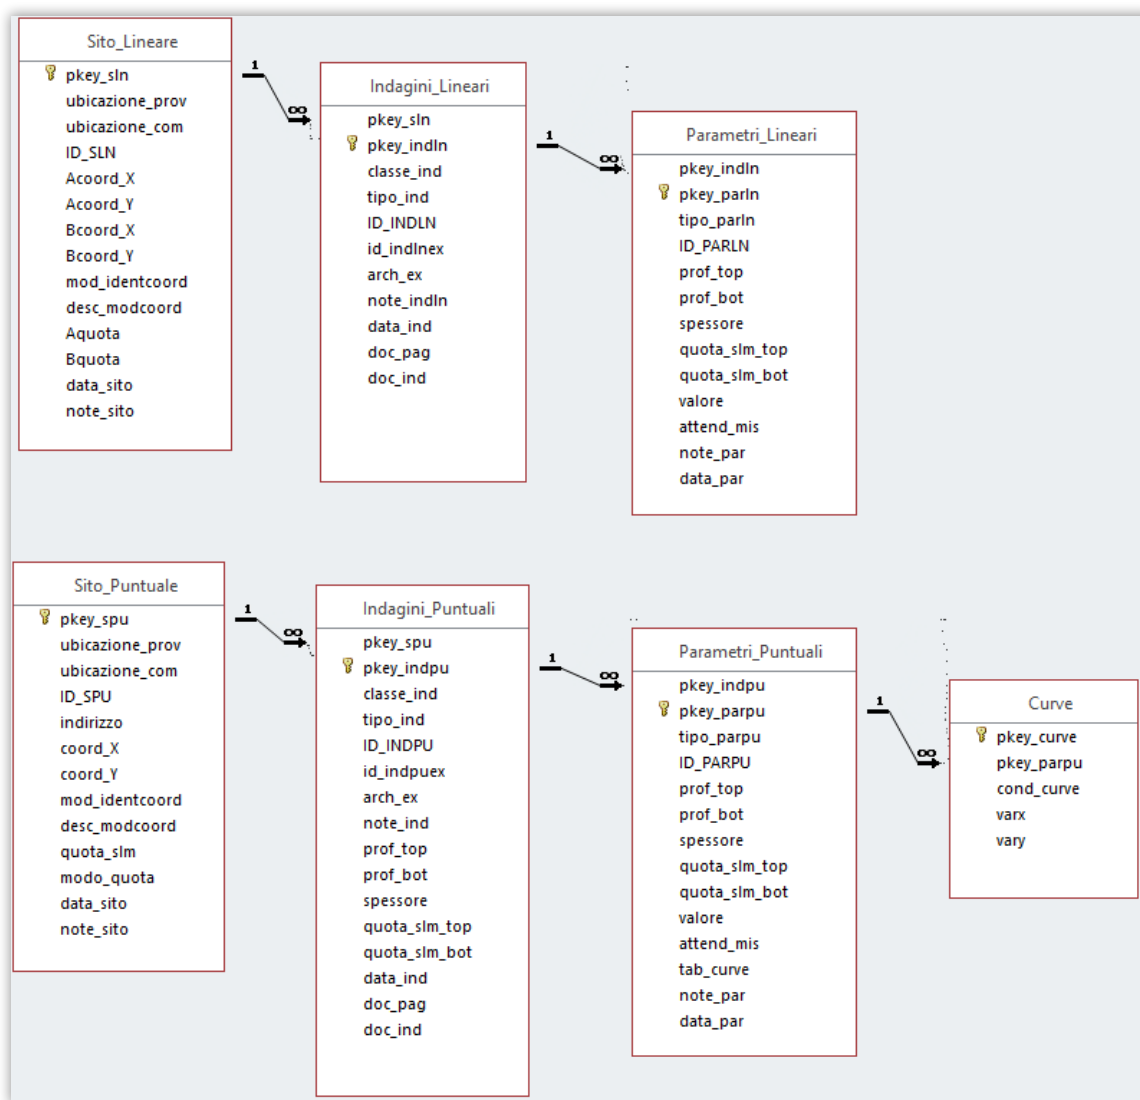 Sito_Lineare
pkey_sln
ubicazione_prov
ubicazione_com
ID_SLN
Acoord_X
Acoord_Y
Bcoord_X
Bcoord_Y
mod_identcoord
desc_modcoord
Aquota
Bquota
data_sito
note_sito
1
∞
Indagini_Lineari
pkey_sln
pkey_indln
classe_ind
tipo_ind
ID_INDLN
id_indlnex
arch_ex
note_indln
data_ind
doc_pag
doc_ind
1
∞
Parametri_Lineari
pkey_indln
pkey_parln
tipo_parln
ID_PARLN
prof_top
prof_bot
spessore
quota_slm_top
quota_slm_bot
valore
attend_mis
note_par
data_par
Sito_Puntuale
pkey_spu
ubicazione_prov
ubicazione_com
ID_SPU
indirizzo
coord_X
coord_Y
mod_identcoord
desc_modcoord
quota_slm
modo_quota
data_sito
note_sito
1
∞
Indagini_Puntuali
pkey_spu
pkey_indpu
classe_ind
tipo_ind
ID_INDPU
id_indpuex
arch_ex
note_ind
prof_top
prof_bot
spessore
quota_slm_top
quota_slm_bot
data_ind
doc_pag
doc_ind
1
∞
Parametri_Puntuali
pkey_indpu
pkey_parpu
tipo_parpu
ID_PARPU
prof_top
prof_bot
spessore
quota_slm_top
quota_slm_bot
valore
attend_mis
tab_curve
note_par
data_par
1
∞
Curve
pkey_curve
pkey_parpu
cond_curve
varx
vary